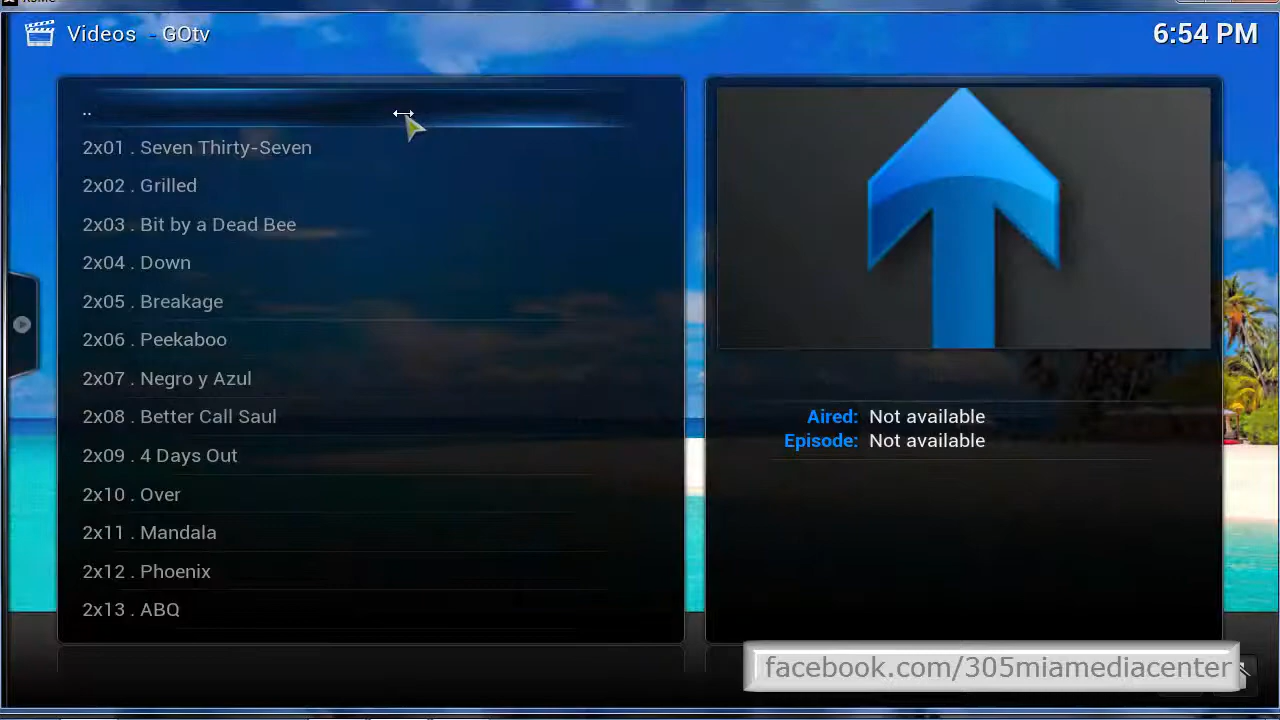 Videos - GOtv
6:54 PM
..
2x01 . Seven Thirty-Seven
2x02 . Grilled
2x03 . Bit by a Dead Bee
2x04 . Down
2x05 . Breakage
2x06 . Peekaboo
2x07 . Negro y Azul
2x08 . Better Call Saul
2x09 . 4 Days Out
2x10 . Over
2x11 . Mandala
2x12 . Phoenix
2x13 . ABQ
Aired: Not available
Episode: Not available
facebook.com/305miamediacenter